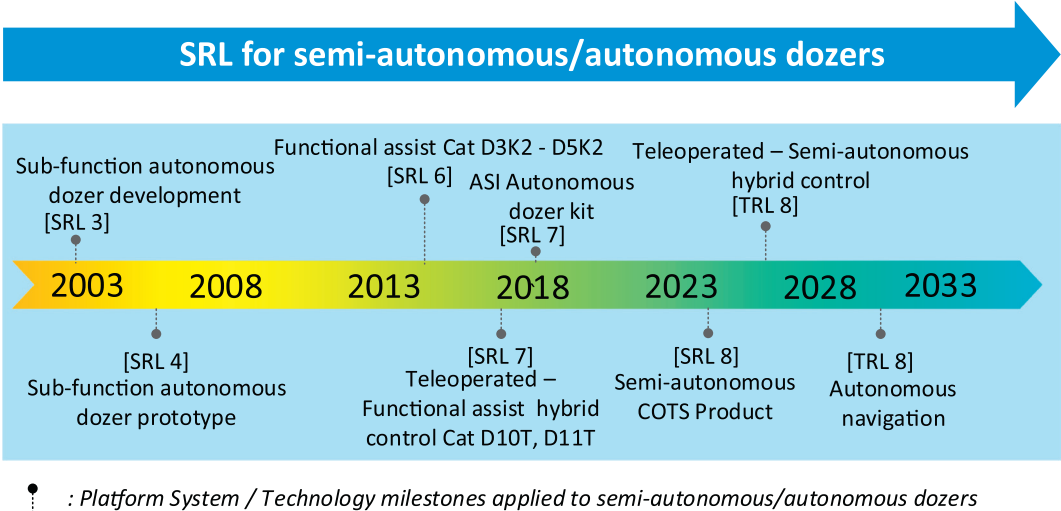 SRL for semi-autonomous/autonomous dozers
Sub-function autonomous
dozer development
[SRL 3]
Functional assist Cat D3K2 - D5K2
[SRL 6]
ASI Autonomous
dozer kit
[SRL 7]
Teleoperated – Semi-autonomous
hybrid control
[TRL 8]
2003
2008
2013
2018
2023
2028
2033
[SRL 4]
Sub-function autonomous
dozer prototype
[SRL 7]
Teleoperated –
Functional assist hybrid
control Cat D10T, D11T
[SRL 8]
Semi-autonomous
COTS Product
[TRL 8]
Autonomous
navigation
: Platform System / Technology milestones applied to semi-autonomous/autonomous dozers